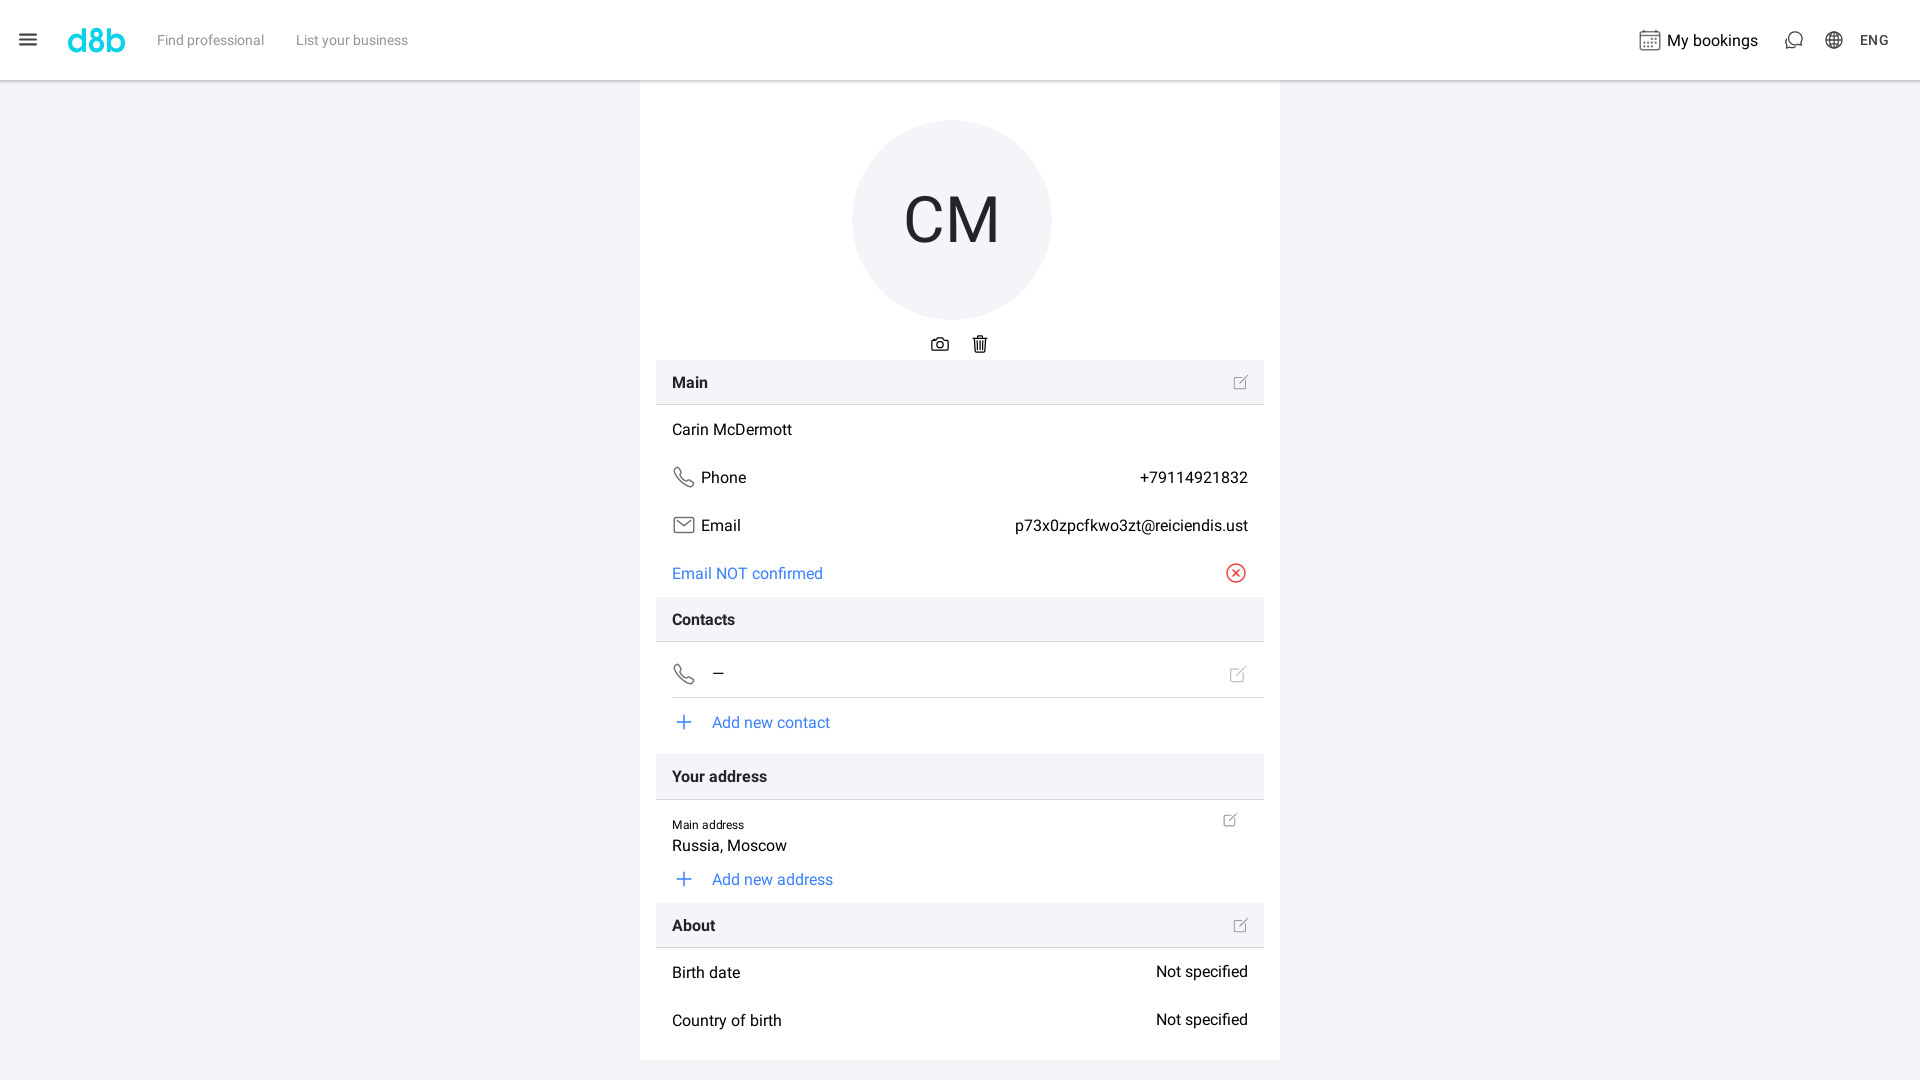 d8b
Find professional
List your business
My bookings
ENG
CM
Main
Carin McDermott
Phone
+79114921832
Email
p73x0zpcfkwo3zt@reiciendis.ust
Email NOT confirmed
Contacts
—
Add new contact
Your address
Main address
Russia, Moscow
Add new address
About
Birth date
Not specified
Country of birth
Not specified